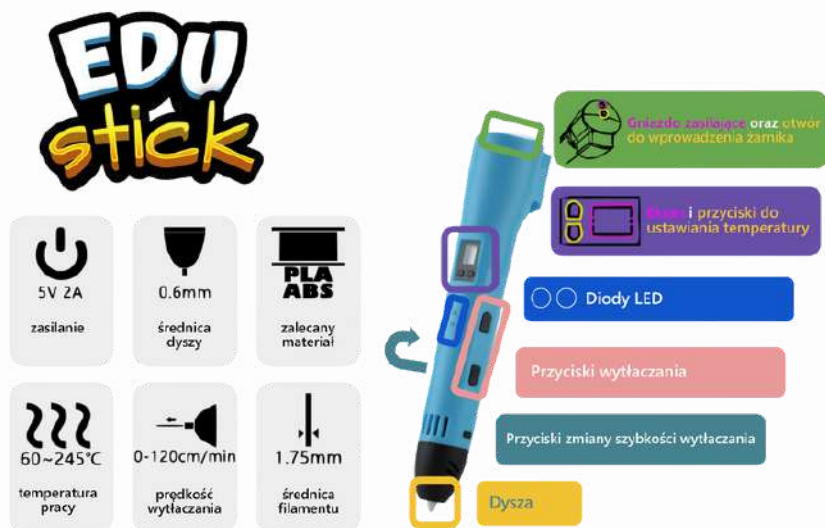 EDU
stick
5V 2A
zasilanie
0.6mm
średnica
dyszy
PLA
ABS
zalecany
materiał
60~245°C
temperatura
pracy
0-120cm/min
prędkość
wytłaczania
1.75mm
średnica
filamentu
Gniazdo zasilające oraz otwór
do wprowadzenia żarnika
Ekran i przyciski do
ustawiania temperatury
Diody LED
Przyciski wytłaczania
Przyciski zmiany szybkości wytłaczania
Dysza